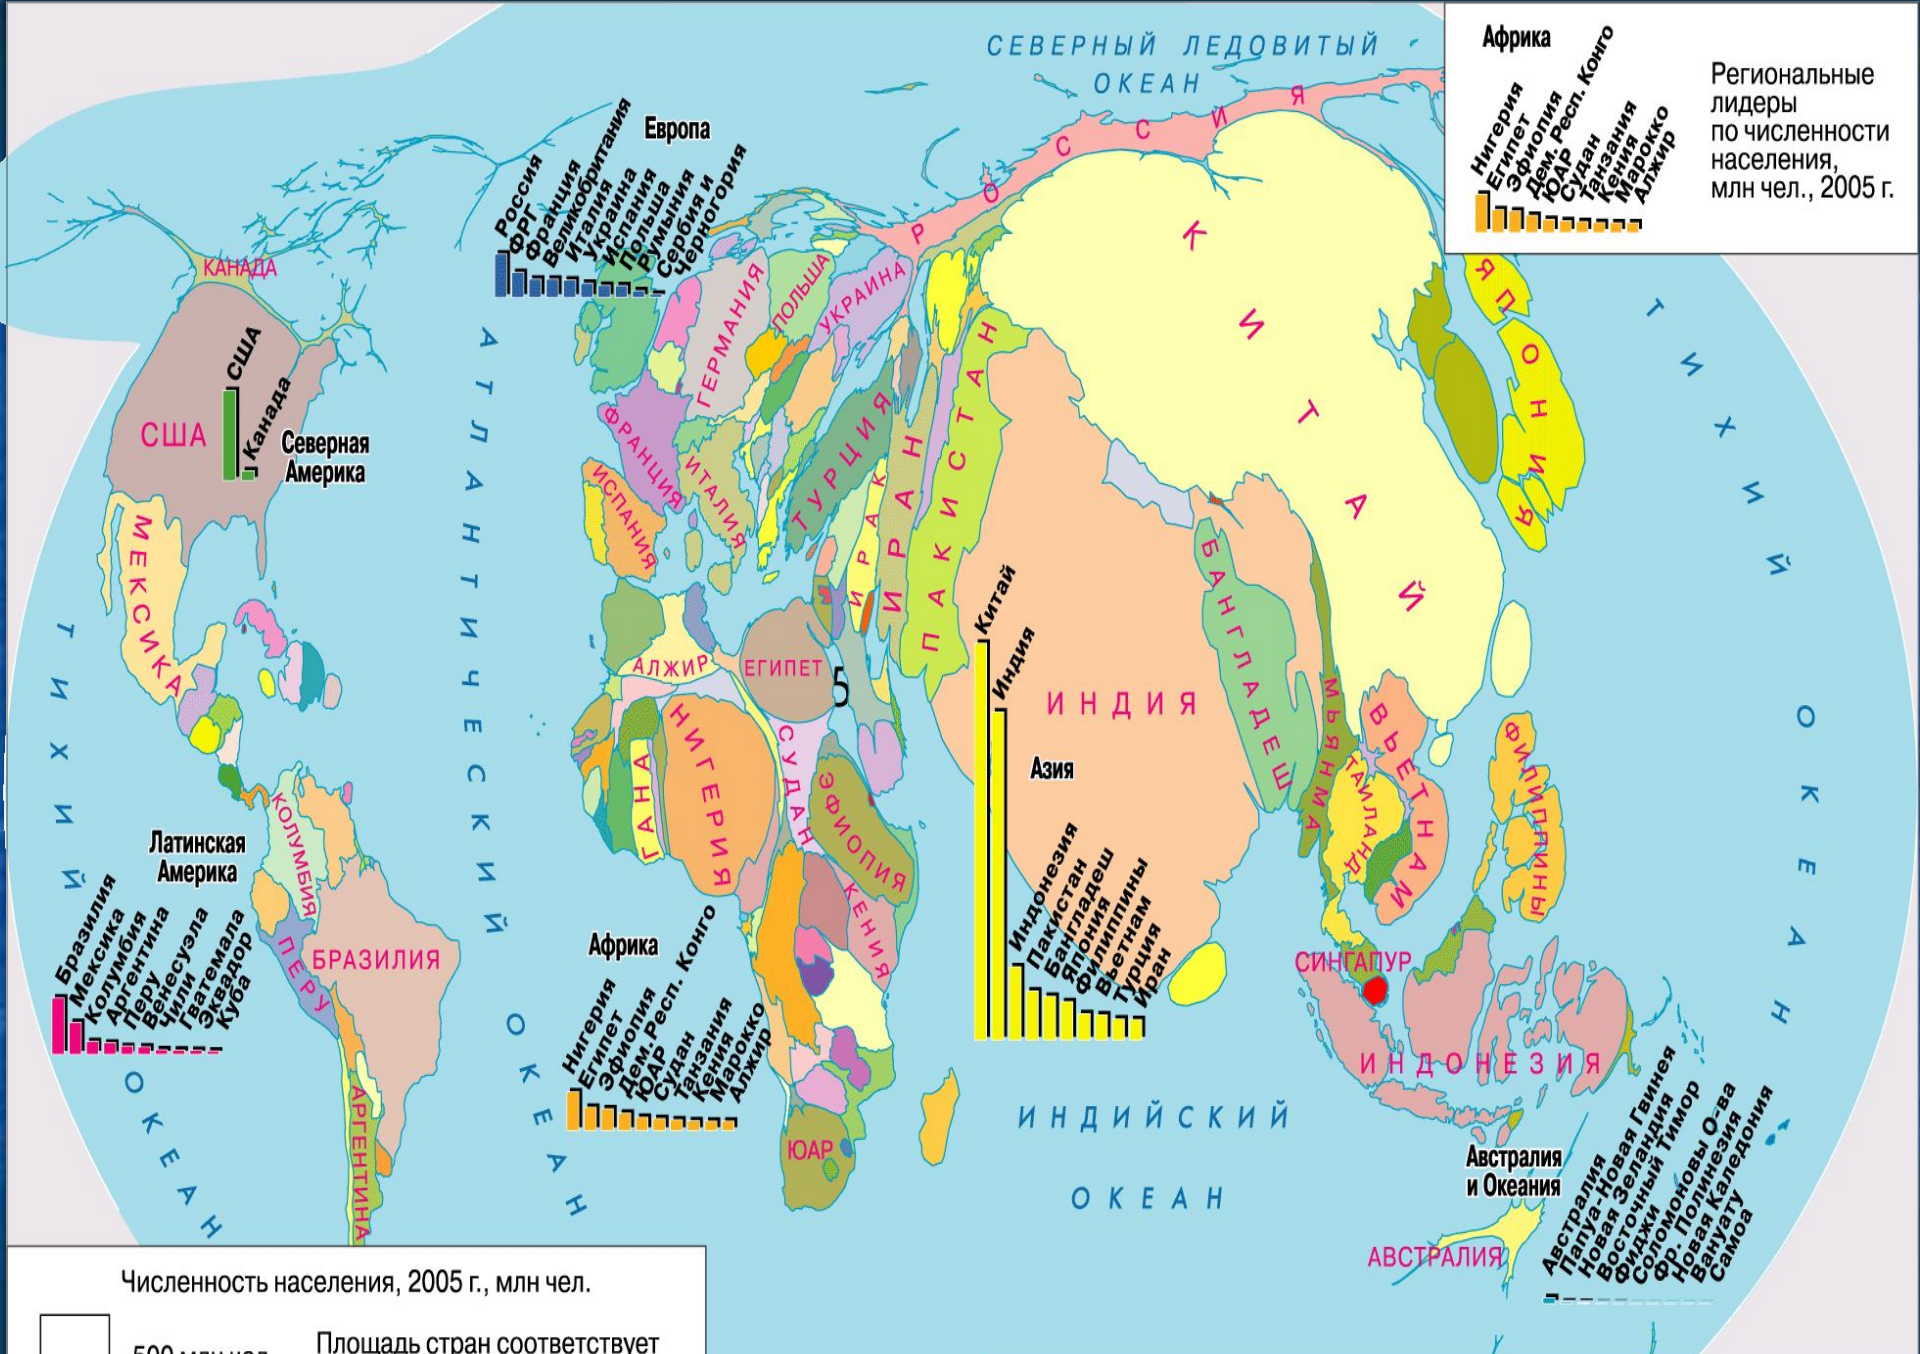 СЕВЕРНЫЙ ЛЕДОВИТЫЙ
ОКЕАН
Африка
Нигерия
Египет
Эфиопия
Дем. Респ. Конго
ЮАР
Судан
Танзания
Кения
Марокко
Алжир
Региональные
лидеры
по численности
населения,
млн чел., 2005 г.
Европа
Россия
ФРГ
Франция
Великобритания
Италия
Украина
Испания
Польша
Румыния
Сербия и
Черногория
РОССИЯ
КАНАДА
США
США
Канада
Северная
Америка
МЕКСИКА
АТЛАНТИЧЕСКИЙ
ОКЕАН
ТИХИЙ
ОКЕАН
ГЕРМАНИЯ
ПОЛЬША
УКРАИНА
ФРАНЦИЯ
ИСПАНИЯ
ИТАЛИЯ
ТУРЦИЯ
ИРАК
ИРАН
ПАКИСТАН
КИТАЙ
ЯПОНИЯ
ТИХИЙ
ОКЕАН
АЛЖИР
ЕГИПЕТ
5
ГАНА
НИГЕРИЯ
СУДАН
ЭФИОПИЯ
КЕНИЯ
ЮАР
ИНДИЯ
БАНГЛАДЕШ
МЬЯНМА
ТАИЛАНД
ВЬЕТНАМ
ФИЛИППИНЫ
СИНГАПУР
ИНДОНЕЗИЯ
Азия
Китай
Индия
Индонезия
Пакистан
Бангладеш
Япония
Филиппины
Вьетнам
Турция
Иран
КОЛУМБИЯ
ПЕРУ
БРАЗИЛИЯ
АРГЕНТИНА
Латинская
Америка
Бразилия
Мексика
Колумбия
Аргентина
Перу
Венесуэла
Чили
Гватемала
Эквадор
Куба
Африка
Нигерия
Египет
Эфиопия
Дем. Респ. Конго
ЮАР
Судан
Танзания
Кения
Марокко
Алжир
ИНДИЙСКИЙ
ОКЕАН
Австралия
и Океания
АВСТРАЛИЯ
Австралия
Папуа-Новая Гвинея
Новая Зеландия
Восточный Тимор
Фиджи
Соломоновы О-ва
Фр. Полинезия
Новая Каледония
Вануату
Самоа
Численность населения, 2005 г., млн чел.
500 млн чел.
Площадь стран соответствует